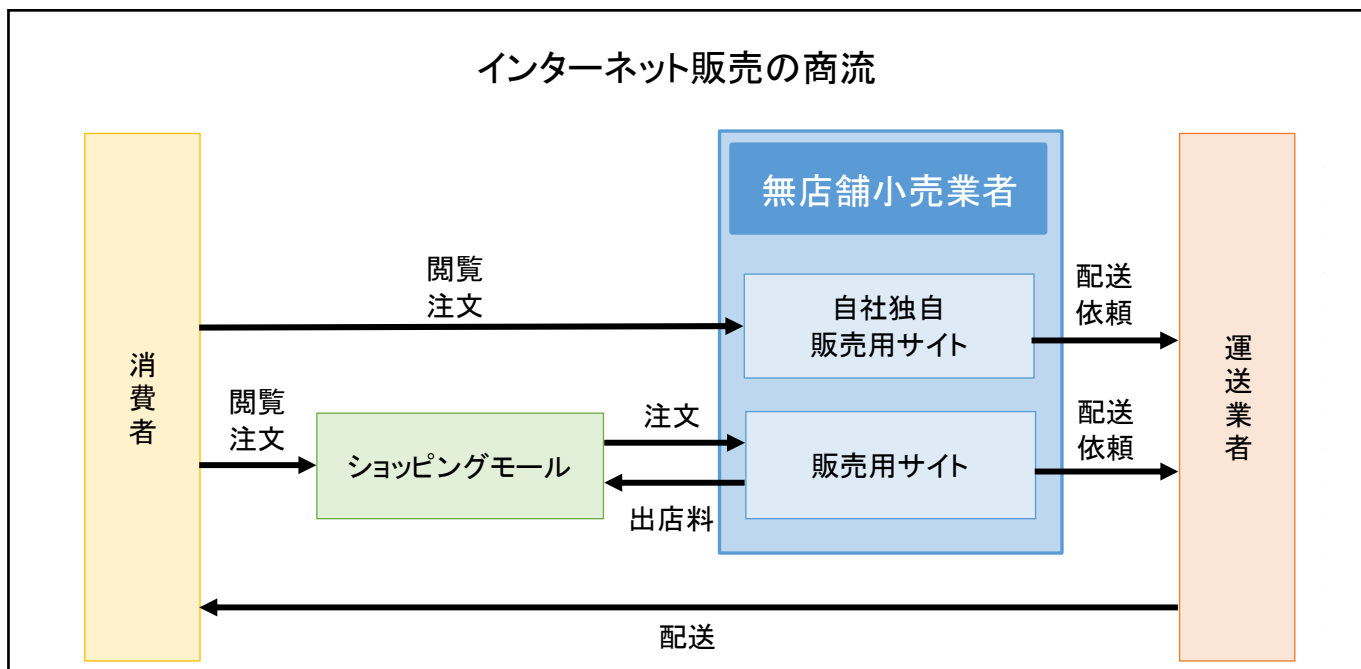 インターネット販売の商流
無店舗小売業者
閲覧
注文
自社独自
販売用サイト
配送
依頼
消費者
閲覧
注文
ショッピングモール
注文
出店料
販売用サイト
配送
依頼
運送業者
配送